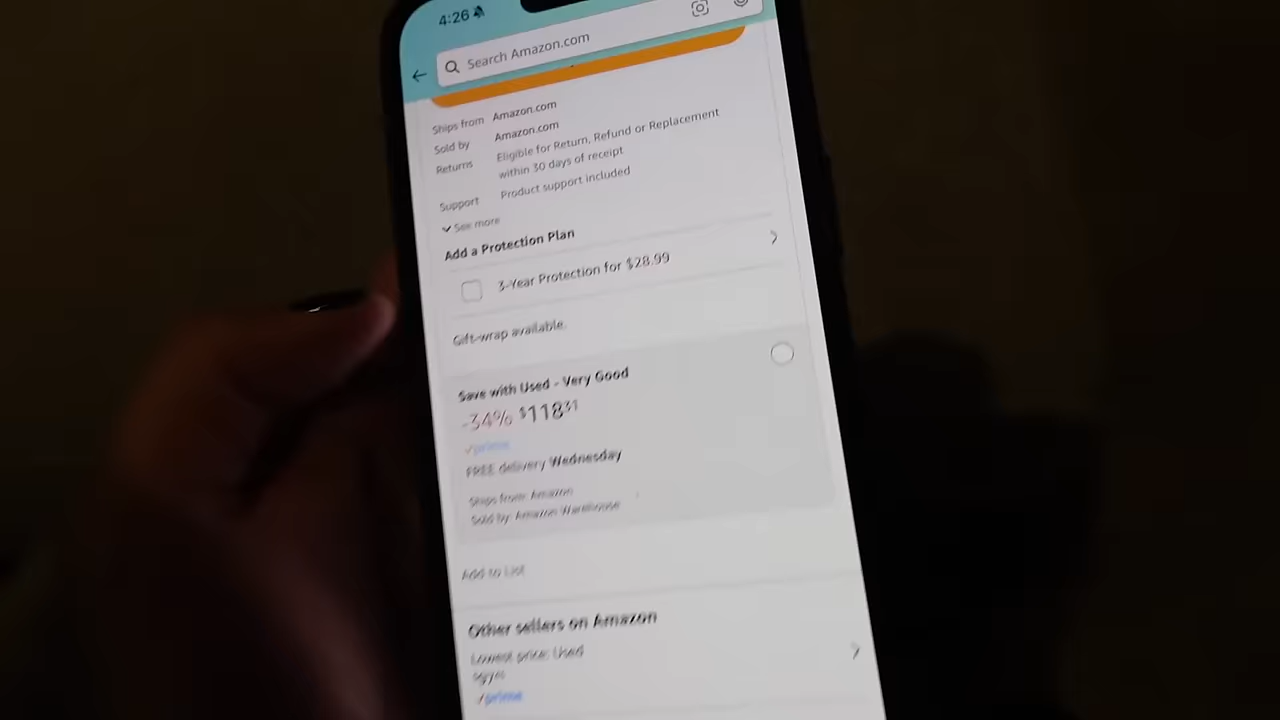 4:26
Search Amazon.com
Ships from Amazon.com
Sold by Amazon.com
Returns Eligible for Return, Refund or Replacement
within 30 days of receipt
Support Product support included
See more
Add a Protection Plan
3-Year Protection for $28.99
Gift-wrap available.
Save with Used - Very Good
-34% $118
prime
FREE delivery Wednesday
Ships from: Amazon
Sold by: Amazon Warehouse
Add to List
Other sellers on Amazon
Lowest price: Used
prime